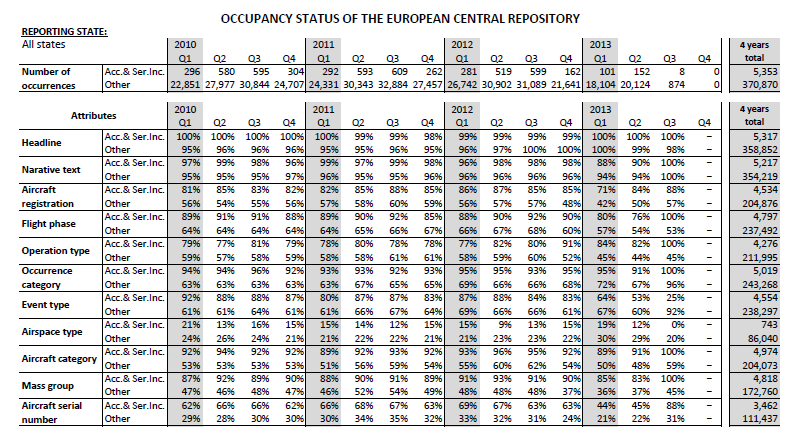 OCCUPANCY STATUS OF THE EUROPEAN CENTRAL REPOSITORY
REPORTING STATE:
All states 2010 2011 2012 2013 4 years
Q1 Q2 Q3 Q4 Q1 Q2 Q3 Q4 Q1 Q2 Q3 Q4 Q1 Q2 Q3 Q4 total
Number of Acc.& Ser.Inc. 296 580 595 304 292 593 609 262 281 519 599 162 101 152 8 0 5,353
occurrences Other 22,851 27,977 30,844 24,707 24,331 30,343 32,884 27,457 26,742 30,902 31,089 21,641 18,104 20,124 874 0 370,870
Attributes 2010 2011 2012 2013 4 years
Q1 Q2 Q3 Q4 Q1 Q2 Q3 Q4 Q1 Q2 Q3 Q4 Q1 Q2 Q3 Q4 total
Headline Acc.& Ser.Inc. 100% 100% 100% 100% 100% 99% 99% 98% 99% 99% 99% 99% 100% 100% 100% – 5,317
Other 95% 96% 96% 96% 95% 95% 96% 95% 96% 97% 100% 100% 100% 99% 98% – 358,852
Narative text Acc.& Ser.Inc. 97% 99% 98% 96% 99% 97% 99% 98% 96% 98% 98% 98% 88% 90% 100% – 5,217
Other 95% 95% 95% 97% 96% 95% 95% 96% 96% 96% 96% 96% 94% 94% 100% – 354,219
Aircraft Acc.& Ser.Inc. 81% 85% 83% 82% 82% 85% 88% 85% 86% 87% 85% 85% 71% 84% 88% – 4,534
registration Other 56% 54% 55% 56% 57% 58% 60% 59% 56% 57% 57% 48% 42% 50% 57% – 204,876
Flight phase Acc.& Ser.Inc. 89% 91% 91% 88% 89% 90% 92% 85% 88% 90% 92% 90% 80% 76% 100% – 4,797
Other 64% 64% 64% 64% 64% 65% 66% 67% 66% 67% 68% 60% 57% 54% 53% – 237,492
Operation type Acc.& Ser.Inc. 79% 77% 81% 79% 78% 80% 78% 78% 77% 82% 80% 91% 84% 82% 100% – 4,276
Other 59% 57% 58% 59% 58% 58% 61% 61% 58% 59% 60% 52% 45% 44% 45% – 211,995
Occurrence Acc.& Ser.Inc. 94% 94% 96% 92% 93% 93% 92% 93% 95% 95% 93% 95% 95% 91% 100% – 5,019
category Other 63% 63% 63% 63% 63% 67% 65% 65% 69% 66% 66% 68% 72% 67% 96% – 243,268
Event type Acc.& Ser.Inc. 92% 88% 88% 87% 80% 87% 87% 83% 87% 88% 84% 83% 64% 53% 25% – 4,554
Other 61% 61% 64% 61% 61% 66% 67% 64% 69% 66% 66% 61% 67% 60% 92% – 238,297
Airspace type Acc.& Ser.Inc. 21% 13% 16% 15% 15% 14% 12% 15% 15% 9% 13% 15% 19% 12% 0% – 743
Other 24% 26% 24% 21% 21% 22% 22% 21% 21% 23% 23% 22% 30% 29% 20% – 86,040
Aircraft category Acc.& Ser.Inc. 92% 94% 92% 92% 89% 92% 93% 92% 93% 96% 95% 92% 89% 91% 100% – 4,974
Other 53% 53% 53% 53% 51% 56% 59% 54% 55% 60% 62% 54% 50% 48% 59% – 204,073
Mass group Acc.& Ser.Inc. 87% 92% 89% 90% 88% 90% 91% 89% 91% 93% 91% 90% 85% 83% 100% – 4,818
Other 47% 46% 48% 47% 46% 52% 54% 49% 48% 48% 48% 37% 36% 37% 45% – 172,760
Aircraft serial Acc.& Ser.Inc. 62% 66% 66% 62% 66% 68% 67% 63% 69% 67% 63% 63% 44% 45% 88% – 3,462
number Other 29% 28% 30% 30% 30% 34% 35% 32% 33% 32% 31% 24% 21% 22% 31% – 111,437